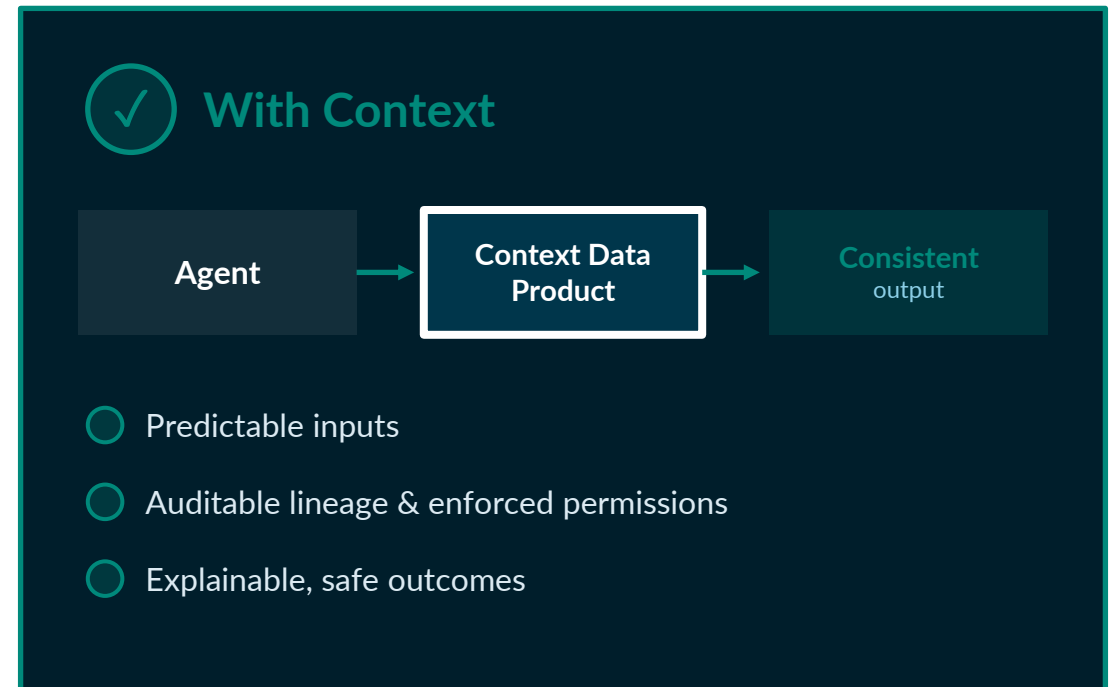 With Context
Agent
Context Data
Product
Consistent
output
Predictable inputs
Auditable lineage & enforced permissions
Explainable, safe outcomes